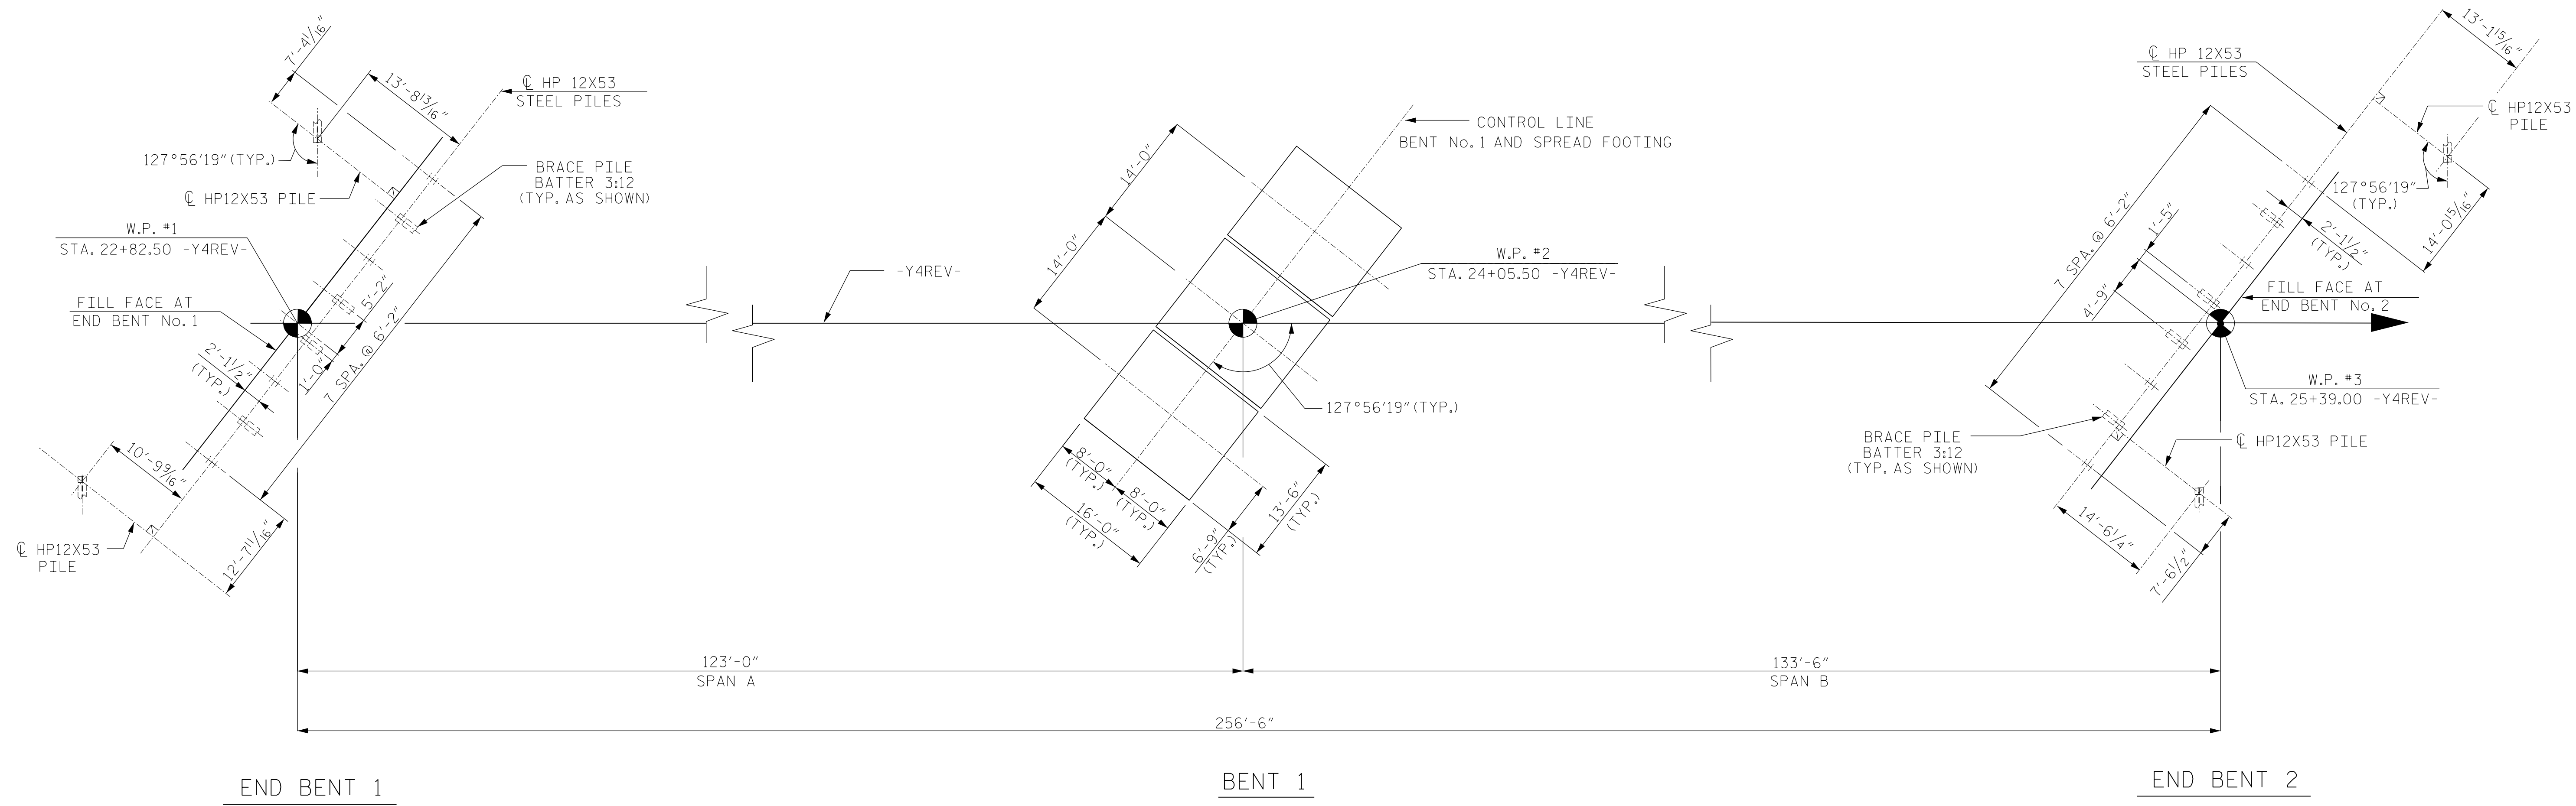 7'-4 1/16"
13'-8 13/16"
℄ HP 12X53
STEEL PILES
127°56'19"(TYP.)
℄ HP12X53 PILE
BRACE PILE
BATTER 3:12
(TYP. AS SHOWN)
W.P. #1
STA. 22+82.50 -Y4REV-
FILL FACE AT
END BENT No. 1
5'-2"
1'-0"
7 SPA. @ 6'-2"
2'-1 1/2"
(TYP.)
10'-9 9/16"
℄ HP12X53
PILE
12'-7 11/16"
-Y4REV-
14'-0"
14'-0"
CONTROL LINE
BENT No. 1 AND SPREAD FOOTING
W.P. #2
STA. 24+05.50 -Y4REV-
127°56'19"(TYP.)
8'-0"
(TYP.)
8'-0"
(TYP.)
16'-0"
(TYP.)
13'-6"
(TYP.)
6'-9"
(TYP.)
13'-1 15/16"
℄ HP 12X53
STEEL PILES
℄ HP12X53
PILE
127°56'19"
(TYP.)
14'-0 15/16"
7 SPA. @ 6'-2"
1'-5"
4'-9"
2'-1 1/2"
(TYP.)
FILL FACE AT
END BENT No. 2
W.P. #3
STA. 25+39.00 -Y4REV-
BRACE PILE
BATTER 3:12
(TYP. AS SHOWN)
℄ HP12X53 PILE
14'-6 1/4"
7'-6 1/2"
123'-0"
SPAN A
133'-6"
SPAN B
256'-6"
END BENT 1
BENT 1
END BENT 2